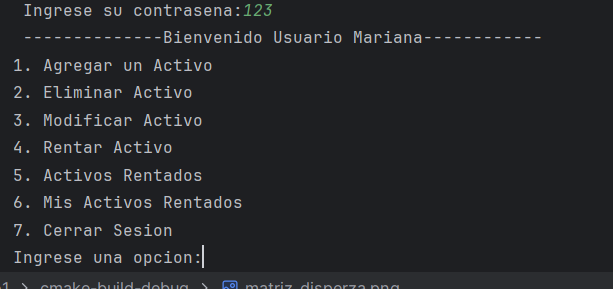 Ingrese su contrasena:123
--------------Bienvenido Usuario Mariana------------
1. Agregar un Activo
2. Eliminar Activo
3. Modificar Activo
4. Rentar Activo
5. Activos Rentados
6. Mis Activos Rentados
7. Cerrar Sesion
Ingrese una opcion:
cmake-build-debug > matriz_disperza.png